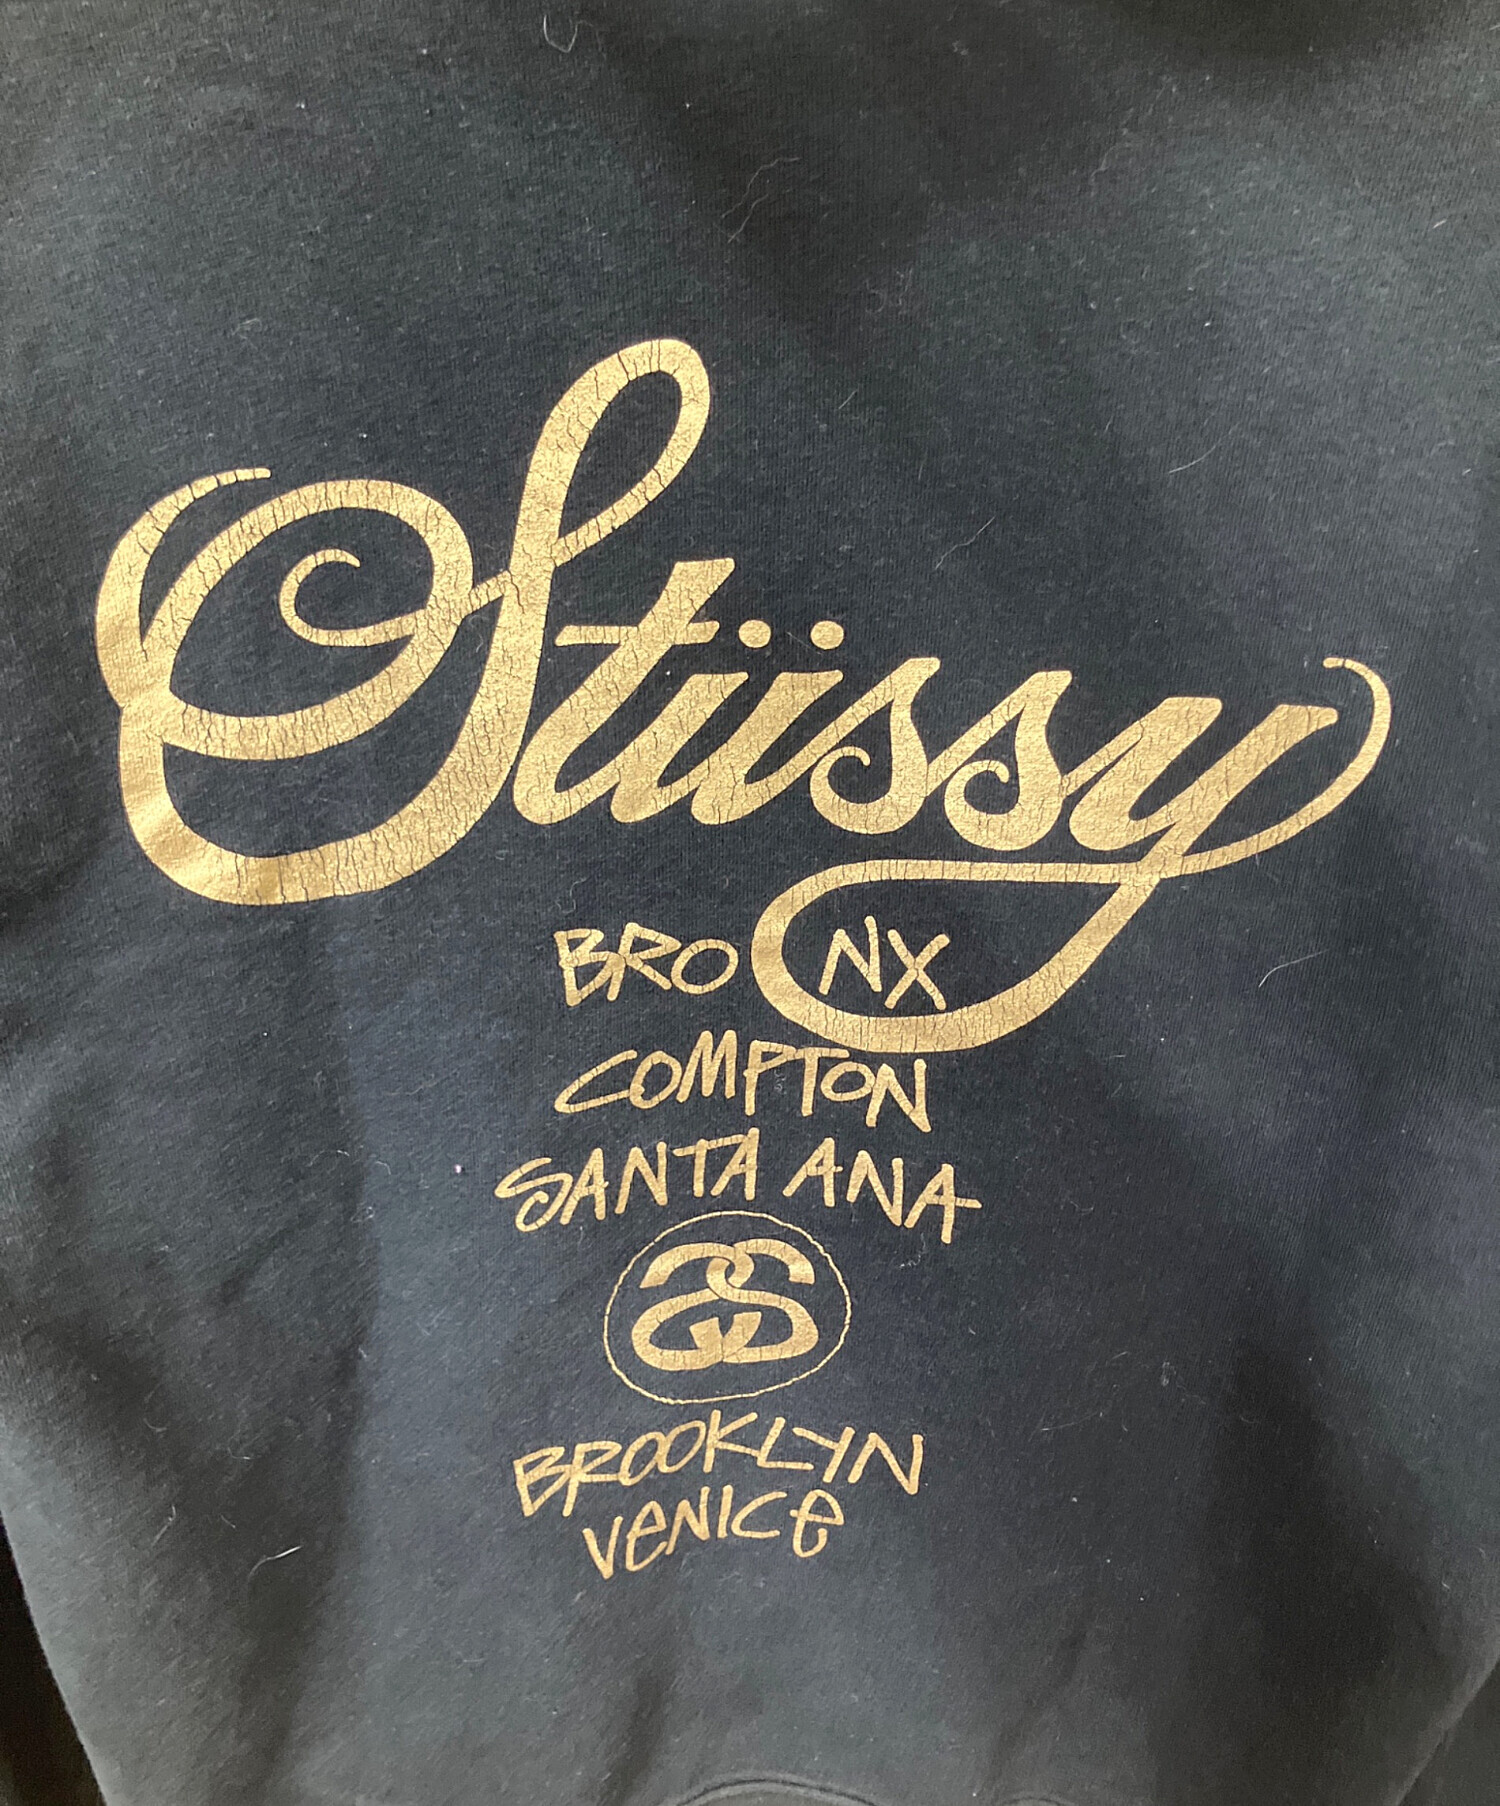 Stüssy
BRONX
COMPTON
SANTA ANA
SS
BROOKLYN
VENICE